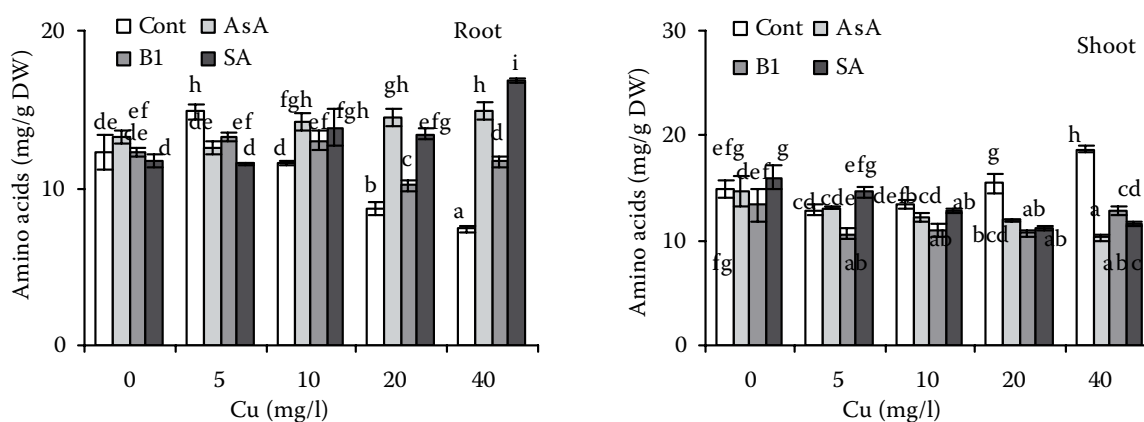 20
Cont
AsA
B1
SA
Root
10
0
Amino acids (mg/g DW)
de
ef
de
d
h
de
ef
d
d
fgh
ef
fgh
b
gh
c
efg
a
h
d
i
0
5
10
20
40
Cu (mg/l)
30
Cont
AsA
B1
SA
Shoot
20
10
0
Amino acids (mg/g DW)
efg
fg
def
g
cd
cde
ab
efg
def
bcd
ab
ab
g
bcd
ab
ab
h
a
cd
abc
0
5
10
20
40
Cu (mg/l)